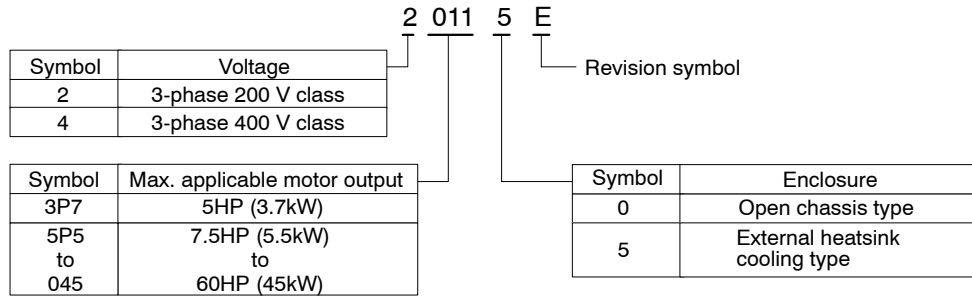 2 011 5 E
Revision symbol
Symbol Voltage
2 3-phase 200 V class
4 3-phase 400 V class
Symbol Max. applicable motor output
3P7 5HP (3.7kW)
5P5 7.5HP (5.5kW)
to to
045 60HP (45kW)
Symbol Enclosure
0 Open chassis type
5 External heatsink
cooling type